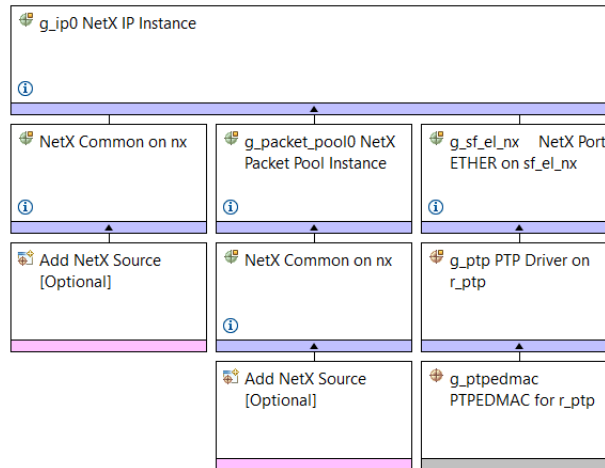 g_ip0 NetX IP Instance
NetX Common on nx
g_packet_pool0 NetX
Packet Pool Instance
g_sf_el_nx NetX Port
ETHER on sf_el_nx
Add NetX Source
[Optional]
NetX Common on nx
g_ptp PTP Driver on
r_ptp
Add NetX Source
[Optional]
g_ptpedmac
PTPEDMAC for r_ptp